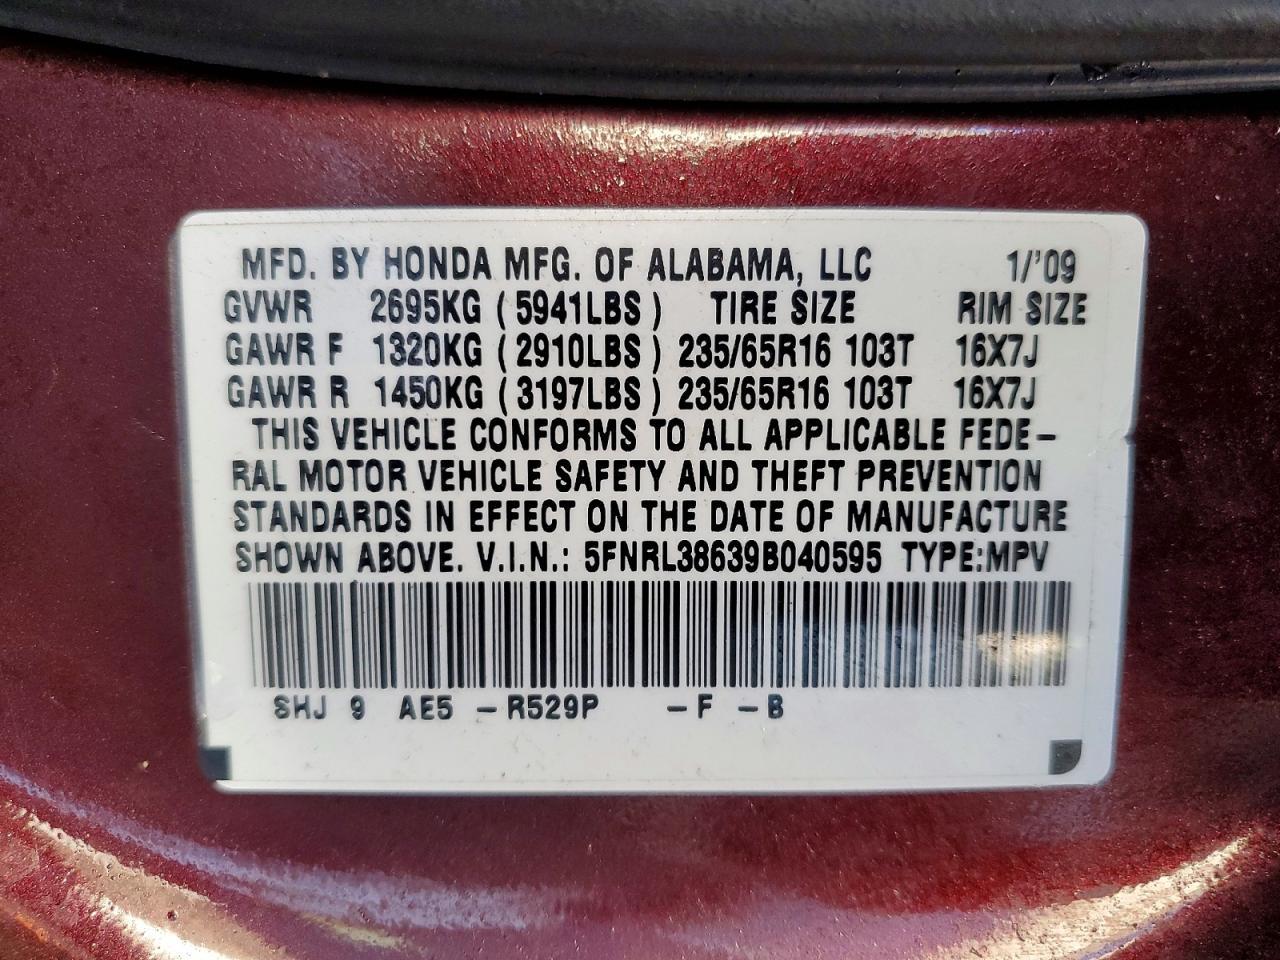 MFD. BY HONDA MFG. OF ALABAMA, LLC 1/'09
GVWR 2695KG (5941LBS) TIRE SIZE RIM SIZE
GAWR F 1320KG (2910LBS) 235/65R16 103T 16X7J
GAWR R 1450KG (3197LBS) 235/65R16 103T 16X7J
THIS VEHICLE CONFORMS TO ALL APPLICABLE FEDE-
RAL MOTOR VEHICLE SAFETY AND THEFT PREVENTION
STANDARDS IN EFFECT ON THE DATE OF MANUFACTURE
SHOWN ABOVE. V.I.N.: 5FNRL38639B040595 TYPE:MPV
SHJ 9 AE5 -R529P -F -B